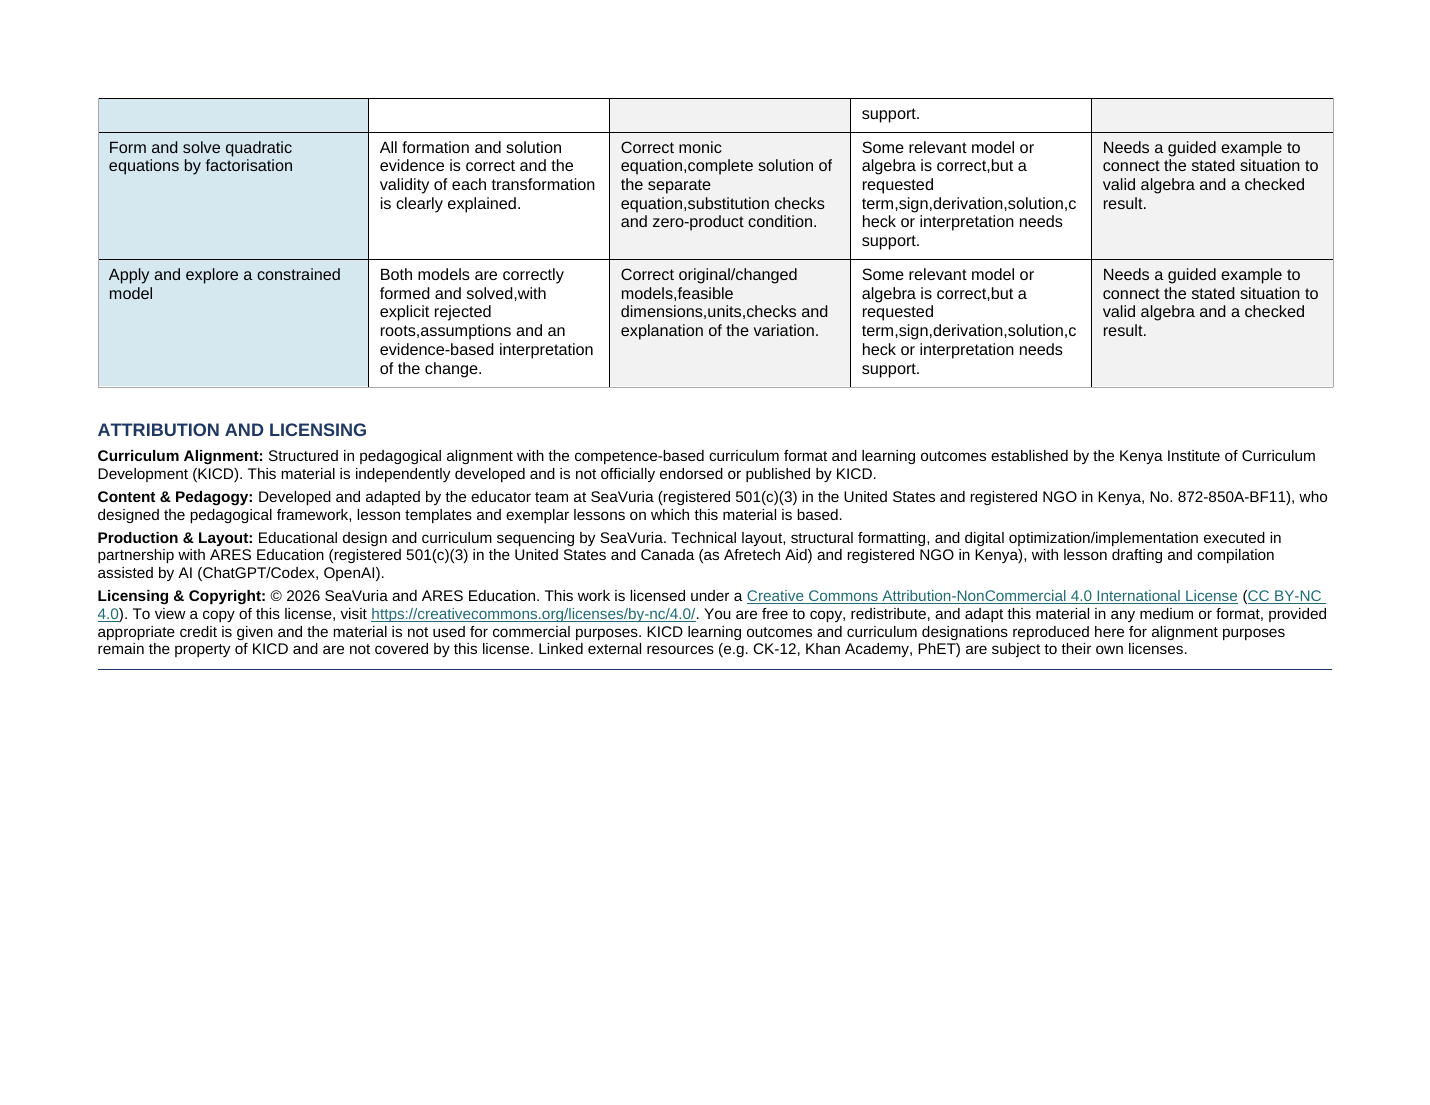 support.
Form and solve quadratic
equations by factorisation
All formation and solution
evidence is correct and the
validity of each transformation
is clearly explained.
Correct monic
equation,complete solution of
the separate
equation,substitution checks
and zero-product condition.
Some relevant model or
algebra is correct,but a
requested
term,sign,derivation,solution,c
heck or interpretation needs
support.
Needs a guided example to
connect the stated situation to
valid algebra and a checked
result.
Apply and explore a constrained
model
Both models are correctly
formed and solved,with
explicit rejected
roots,assumptions and an
evidence-based interpretation
of the change.
Correct original/changed
models,feasible
dimensions,units,checks and
explanation of the variation.
Some relevant model or
algebra is correct,but a
requested
term,sign,derivation,solution,c
heck or interpretation needs
support.
Needs a guided example to
connect the stated situation to
valid algebra and a checked
result.
ATTRIBUTION AND LICENSING
Curriculum Alignment: Structured in pedagogical alignment with the competence-based curriculum format and learning outcomes established by the Kenya Institute of Curriculum
Development (KICD). This material is independently developed and is not officially endorsed or published by KICD.
Content & Pedagogy: Developed and adapted by the educator team at SeaVuria (registered 501(c)(3) in the United States and registered NGO in Kenya, No. 872-850A-BF11), who
designed the pedagogical framework, lesson templates and exemplar lessons on which this material is based.
Production & Layout: Educational design and curriculum sequencing by SeaVuria. Technical layout, structural formatting, and digital optimization/implementation executed in
partnership with ARES Education (registered 501(c)(3) in the United States and Canada (as Afretech Aid) and registered NGO in Kenya), with lesson drafting and compilation
assisted by AI (ChatGPT/Codex, OpenAI).
Licensing & Copyright: © 2026 SeaVuria and ARES Education. This work is licensed under a Creative Commons Attribution-NonCommercial 4.0 International License (CC BY-NC
4.0). To view a copy of this license, visit https://creativecommons.org/licenses/by-nc/4.0/. You are free to copy, redistribute, and adapt this material in any medium or format, provided
appropriate credit is given and the material is not used for commercial purposes. KICD learning outcomes and curriculum designations reproduced here for alignment purposes
remain the property of KICD and are not covered by this license. Linked external resources (e.g. CK-12, Khan Academy, PhET) are subject to their own licenses.